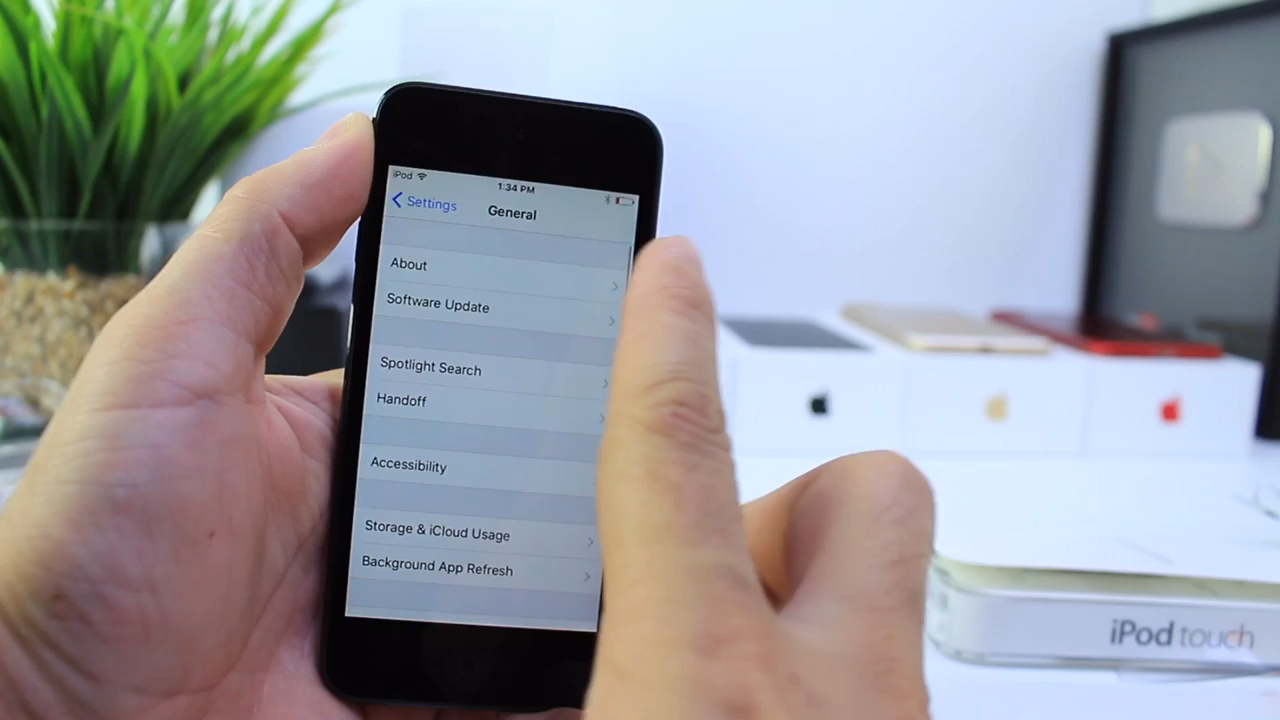 iPod
1:34 PM
Settings
General
About
Software Update
Spotlight Search
Handoff
Accessibility
Storage & iCloud Usage
Background App Refresh
iPod touch